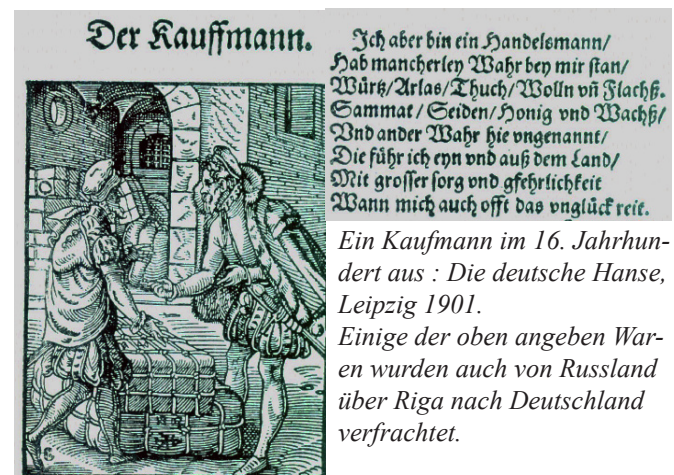 Der Kauffmann.
Ich aber bin ein Handelsmann/
Hab mancherley Wahr bey mir stan/
Würtz/Arlas/Thuch/Wolln vñ Flachß.
Sammat/Seiden/Honig vnd Wachß/
Vnd ander Wahr hie vngenannt/
Die führ ich eyn vnd auß dem Land/
Mit grosser sorg vnd gfehrlichkeit
Wann mich auch offt das vnglück reit.
Ein Kaufmann im 16. Jahrhun-
dert aus : Die deutsche Hanse,
Leipzig 1901.
Einige der oben angeben War-
en wurden auch von Russland
über Riga nach Deutschland
verfrachtet.